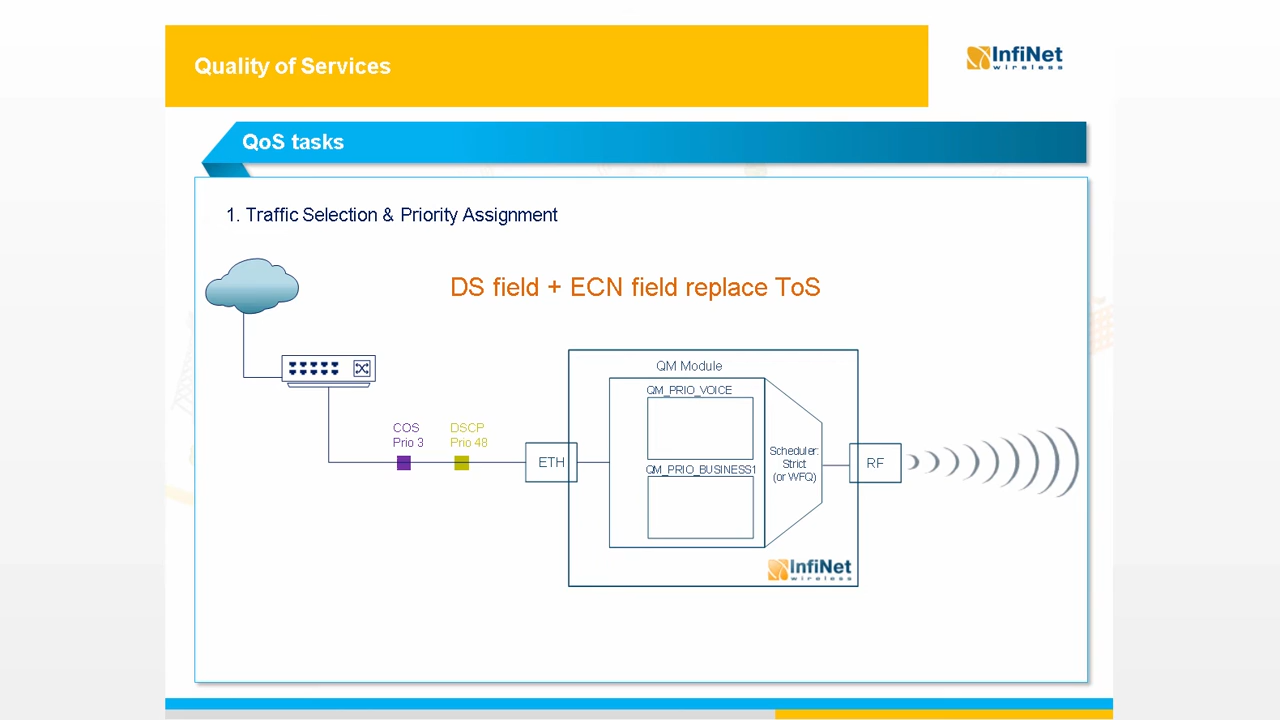 Quality of Services
InfiNet
wireless
QoS tasks
1. Traffic Selection & Priority Assignment
DS field + ECN field replace ToS
QM Module
QM_PRIO_VOICE
COS
Prio 3
DSCP
Prio 48
ETH
QM_PRIO_BUSINESS1
Scheduler:
Strict
(or WFQ)
RF
InfiNet
wireless